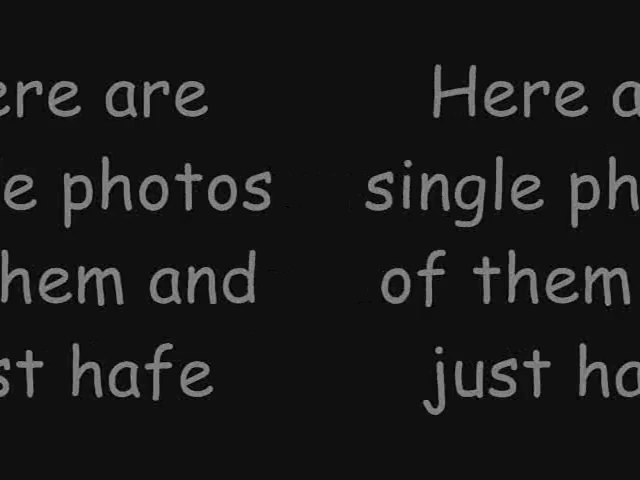 ere are Here a
e photos single ph
hem and of them
st hafe just ha